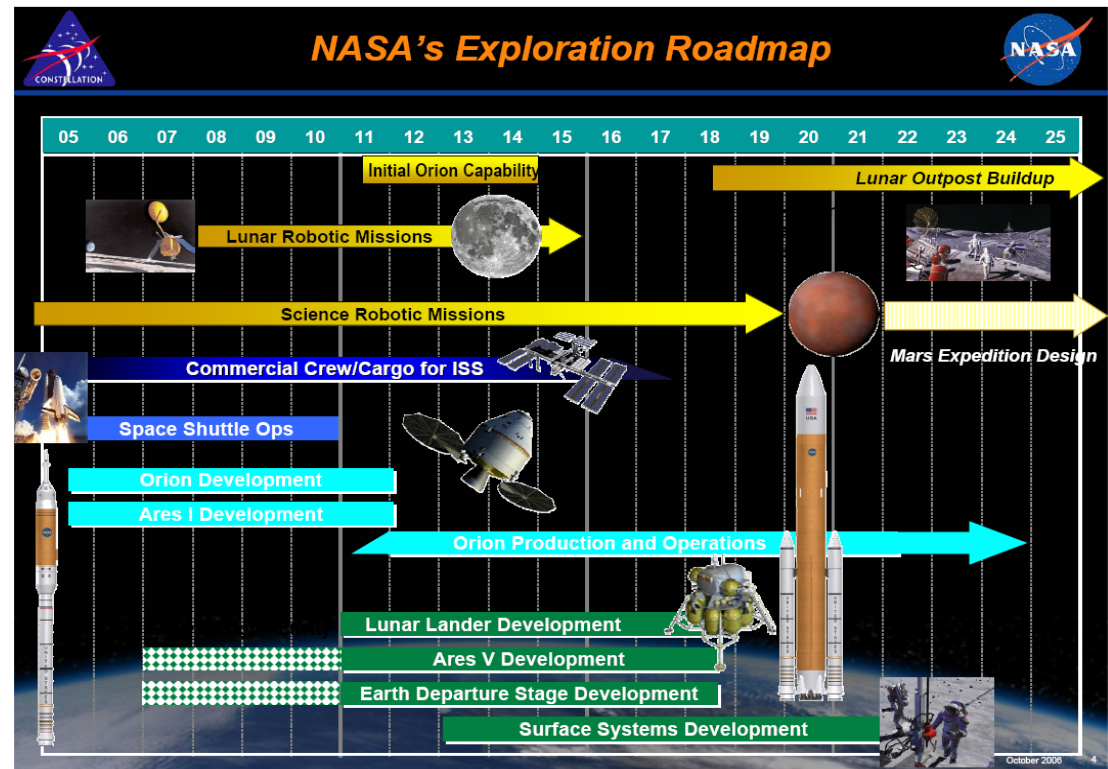 NASA's Exploration Roadmap
CONSTELLATION
NASA
05 06 07 08 09 10 11 12 13 14 15 16 17 18 19 20 21 22 23 24 25
Initial Orion Capability
Lunar Outpost Buildup
Lunar Robotic Missions
Science Robotic Missions
Mars Expedition Design
Commercial Crew/Cargo for ISS
Space Shuttle Ops
USA
Orion Development
Ares I Development
Orion Production and Operations
Lunar Lander Development
Ares V Development
Earth Departure Stage Development
Surface Systems Development
October 2006 4